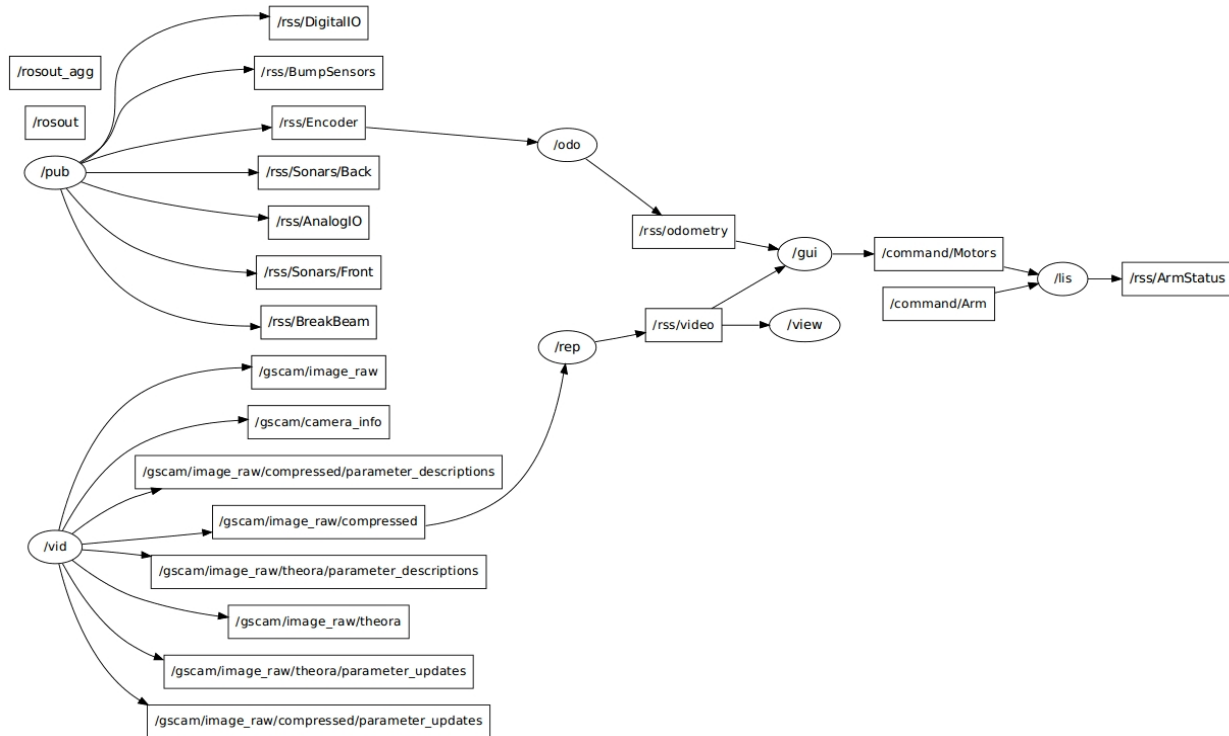 /rss/DigitalIO
/rosout_agg
/rss/BumpSensors
/rosout
/rss/Encoder
/odo
/pub
/rss/Sonars/Back
/rss/AnalogIO
/rss/odometry
/gui
/command/Motors
/rss/Sonars/Front
/lis
/rss/ArmStatus
/command/Arm
/rss/BreakBeam
/rss/video
/view
/rep
/gscam/image_raw
/gscam/camera_info
/gscam/image_raw/compressed/parameter_descriptions
/gscam/image_raw/compressed
/vid
/gscam/image_raw/theora/parameter_descriptions
/gscam/image_raw/theora
/gscam/image_raw/theora/parameter_updates
/gscam/image_raw/compressed/parameter_updates